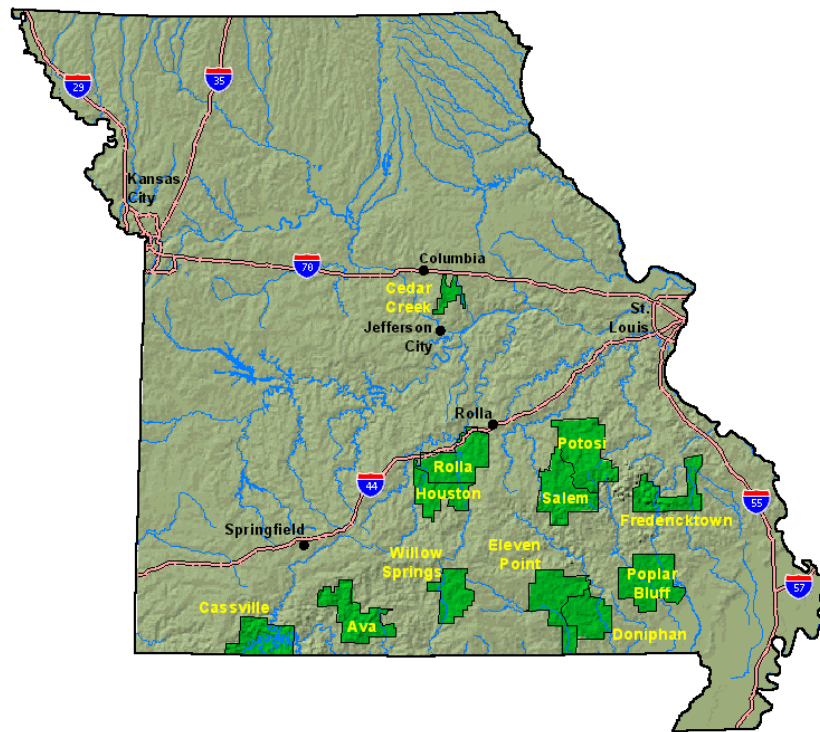 29
35
Kansas
City
70
Columbia
Cedar
Creek
Jefferson
City
St.
Louis
Rolla
Potosi
Rolla
Houston
44
Salem
55
Fredericktown
Springfield
Willow
Springs
Eleven
Point
Poplar
Bluff
57
Cassville
Ava
Doniphan